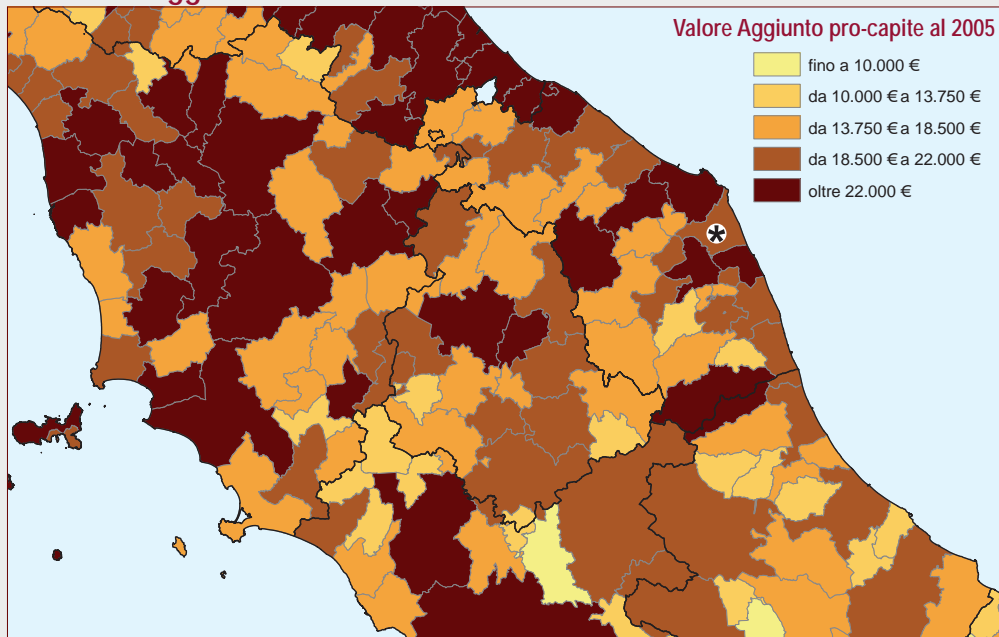 Valore Aggiunto pro-capite al 2005
fino a 10.000 €
da 10.000 € a 13.750 €
da 13.750 € a 18.500 €
da 18.500 € a 22.000 €
oltre 22.000 €
*